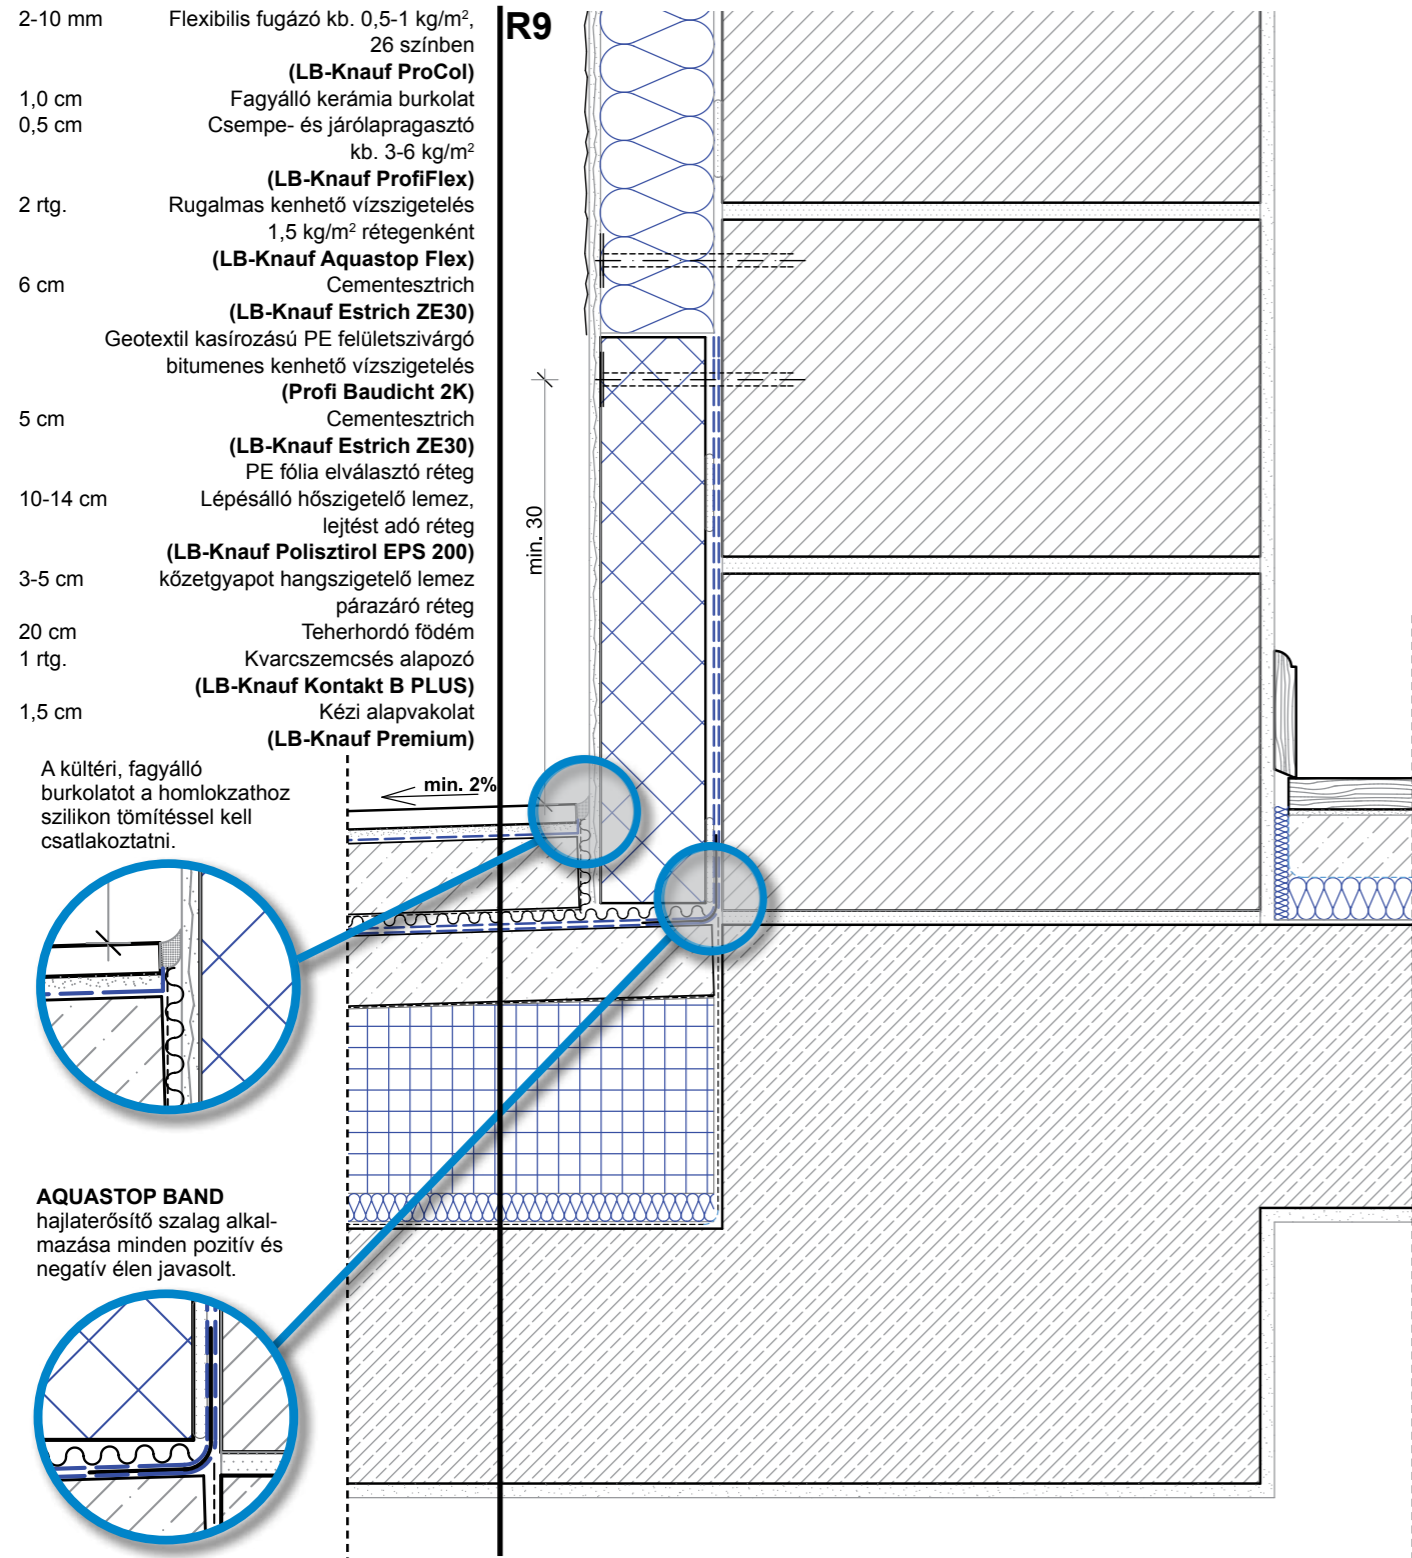 2-10 mm Flexibilis fugázó kb. 0,5-1 kg/m²,
26 színben
(LB-Knauf ProCol)
1,0 cm Fagyálló kerámia burkolat
0,5 cm Csempe- és járólapragasztó
kb. 3-6 kg/m²
(LB-Knauf ProfiFlex)
2 rtg. Rugalmas kenhető vízszigetelés
1,5 kg/m² rétegenként
(LB-Knauf Aquastop Flex)
6 cm Cementesztrich
(LB-Knauf Estrich ZE30)
Geotextil kasírozású PE felületszivárgó
bitumenes kenhető vízszigetelés
(Profi Baudicht 2K)
5 cm Cementesztrich
(LB-Knauf Estrich ZE30)
PE fólia elválasztó réteg
10-14 cm Lépésálló hőszigetelő lemez,
lejtést adó réteg
(LB-Knauf Polisztirol EPS 200)
3-5 cm kőzetgyapot hangszigetelő lemez
párazáró réteg
20 cm Teherhordó födém
1 rtg. Kvarcszemcsés alapozó
(LB-Knauf Kontakt B PLUS)
1,5 cm Kézi alapvakolat
(LB-Knauf Premium)
R9
min. 30
min. 2%
A kültéri, fagyálló
burkolatot a homlokzathoz
szilikon tömítéssel kell
csatlakoztatni.
AQUASTOP BAND
hajlaterősítő szalag alkal-
mazása minden pozitív és
negatív élen javasolt.